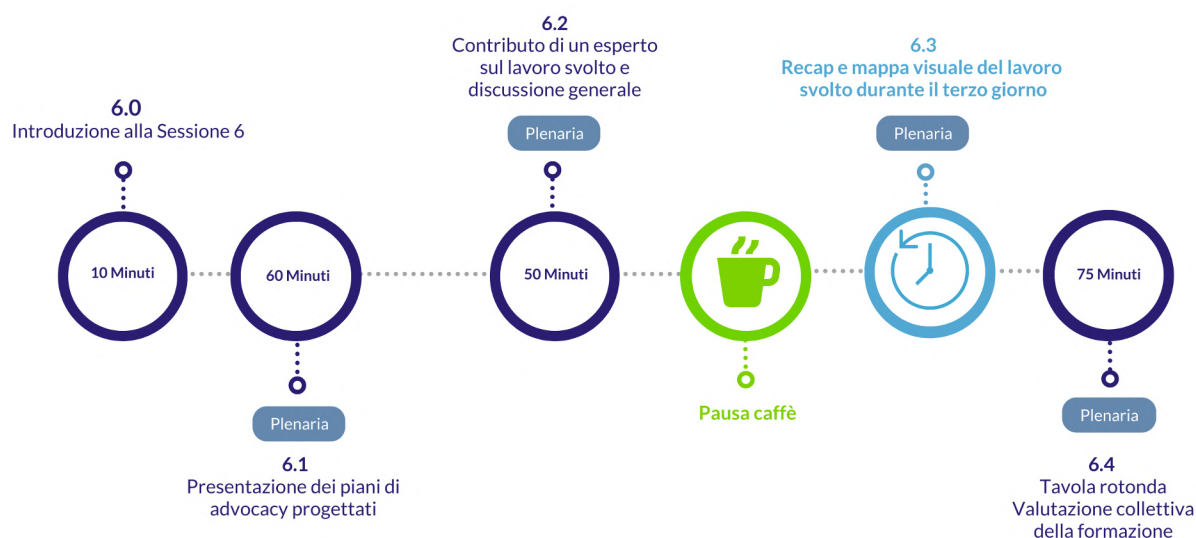 6.0
Introduzione alla Sessione 6
10 Minuti
60 Minuti
Plenaria
6.1
Presentazione dei piani di
advocacy progettati
6.2
Contributo di un esperto
sul lavoro svolto e
discussione generale
Plenaria
50 Minuti
Pausa caffè
6.3
Recap e mappa visuale del lavoro
svolto durante il terzo giorno
Plenaria
75 Minuti
Plenaria
6.4
Tavola rotonda
Valutazione collettiva
della formazione